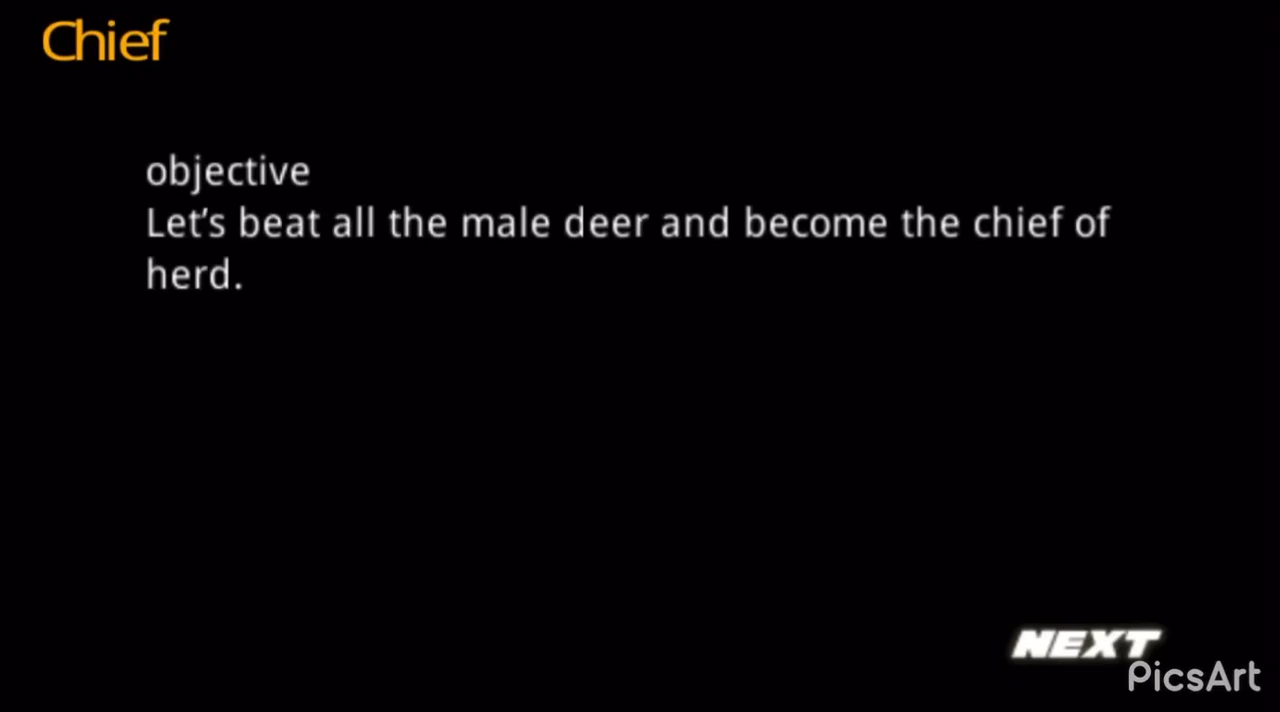 Chief
objective
Let's beat all the male deer and become the chief of
herd.
NEXT
PicsArt